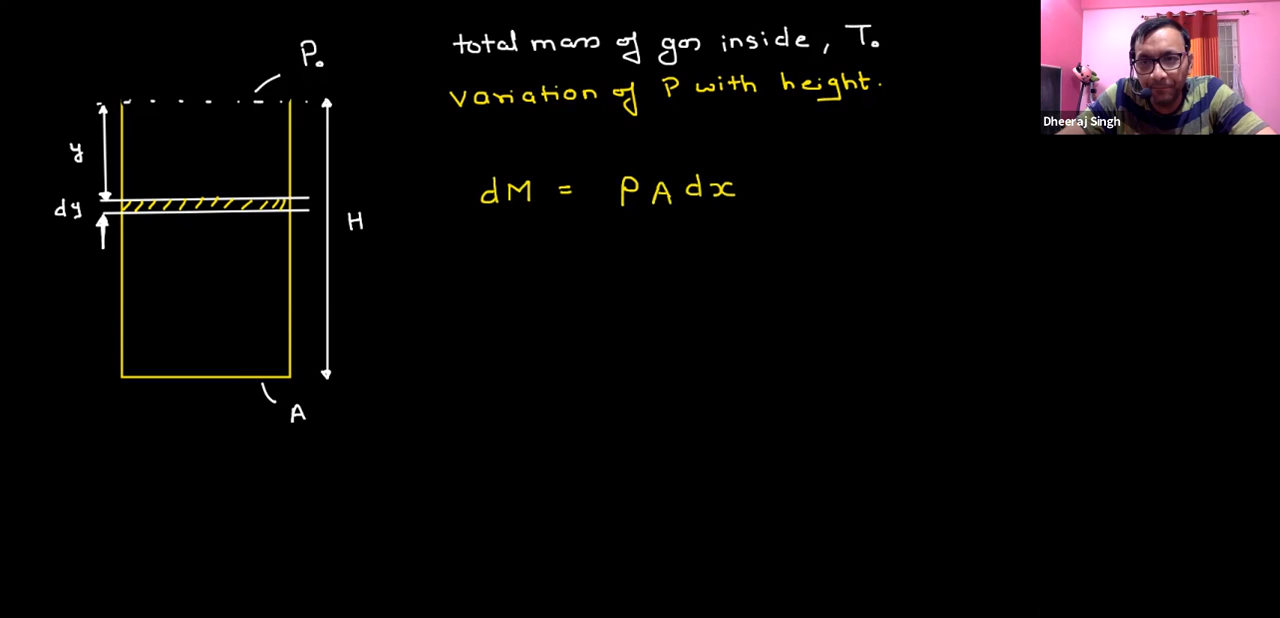 total mass of gas inside, T₀
P₀
variation of P with height.
y
dM = ρ A dx
dy
H
A
Dheeraj Singh